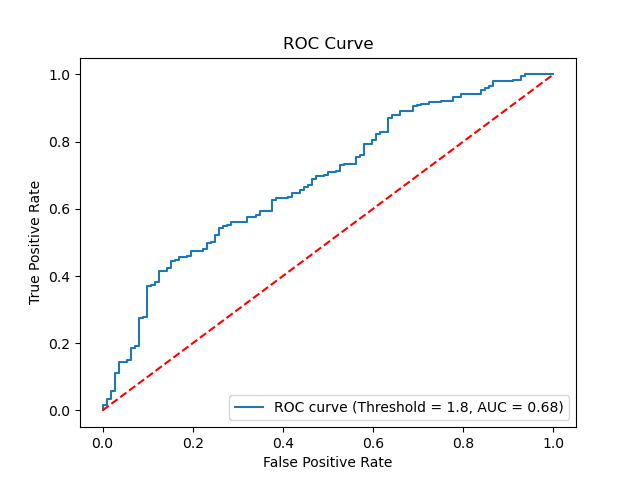 ROC Curve
True Positive Rate
1.0
0.8
0.6
0.4
0.2
0.0
ROC curve (Threshold = 1.8, AUC = 0.68)
0.0 0.2 0.4 0.6 0.8 1.0
False Positive Rate